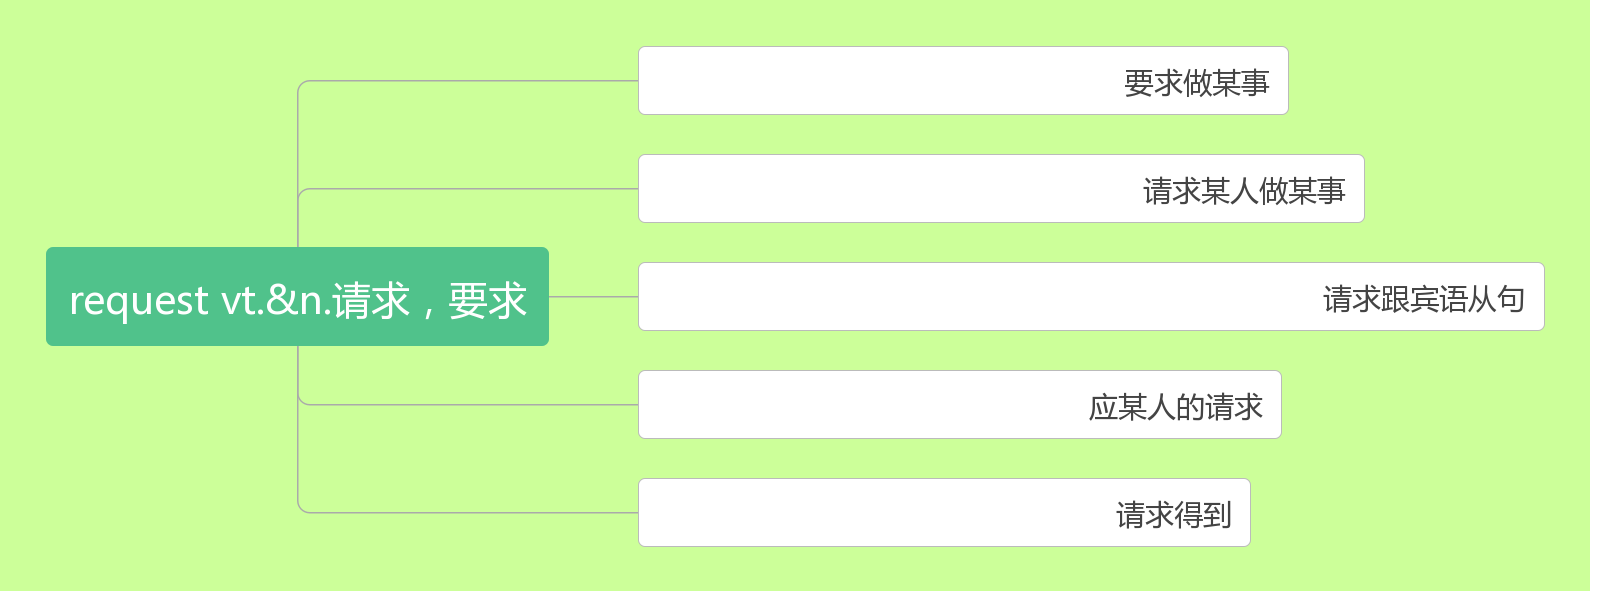 要求做某事
请求某人做某事
request vt.&n.请求，要求
请求跟宾语从句
应某人的请求
请求得到